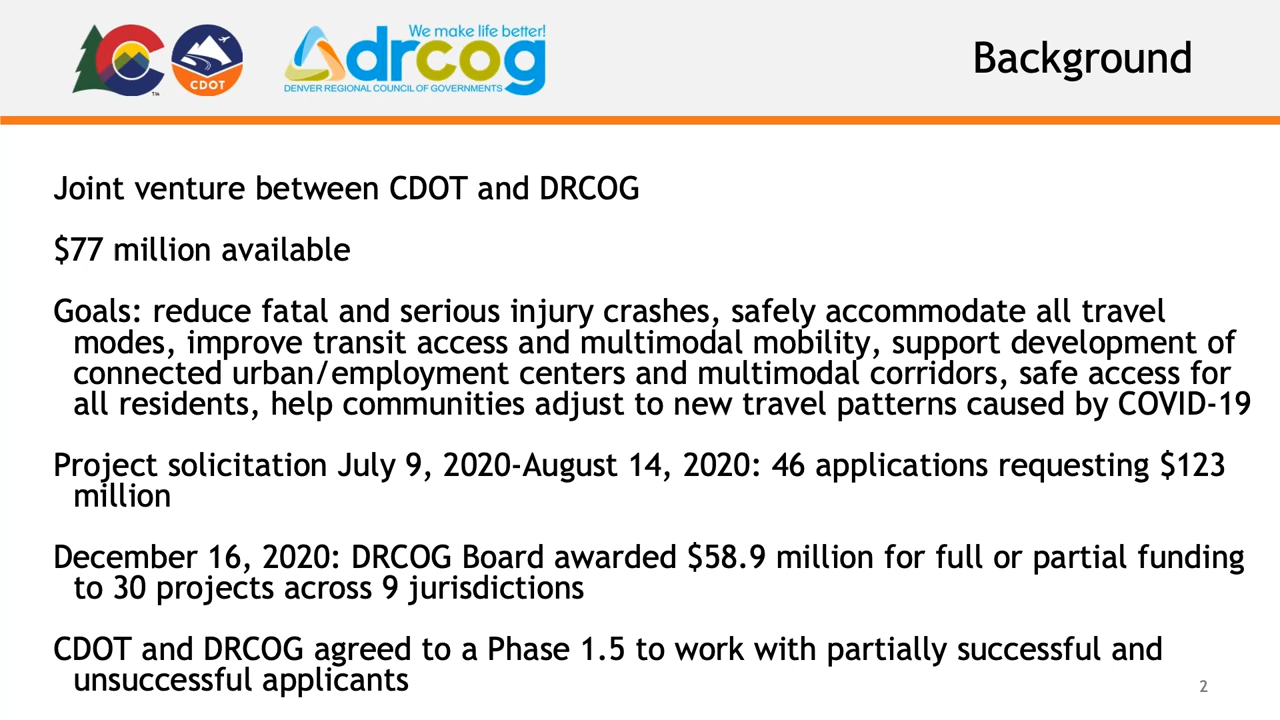 We make life better!
drcog
CDOT
DENVER REGIONAL COUNCIL OF GOVERNMENTS
TM
Background
Joint venture between CDOT and DRCOG
$77 million available
Goals: reduce fatal and serious injury crashes, safely accommodate all travel
modes, improve transit access and multimodal mobility, support development of
connected urban/employment centers and multimodal corridors, safe access for
all residents, help communities adjust to new travel patterns caused by COVID-19
Project solicitation July 9, 2020-August 14, 2020: 46 applications requesting $123
million
December 16, 2020: DRCOG Board awarded $58.9 million for full or partial funding
to 30 projects across 9 jurisdictions
CDOT and DRCOG agreed to a Phase 1.5 to work with partially successful and
unsuccessful applicants
2